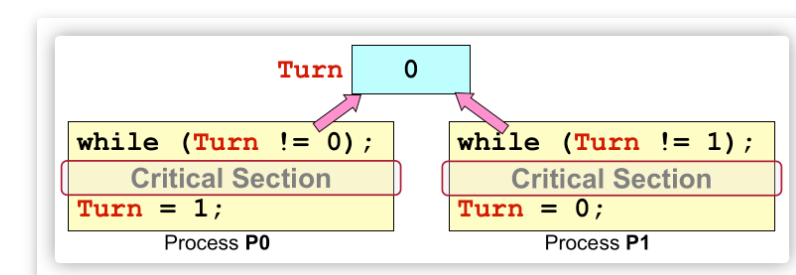 Turn 0
while (Turn != 0);
Critical Section
Turn = 1;
Process P0
while (Turn != 1);
Critical Section
Turn = 0;
Process P1